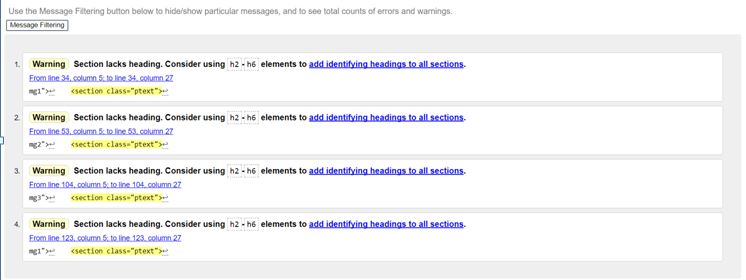 Use the Message Filtering button below to hide/show particular messages, and to see total counts of errors and warnings.
Message Filtering
1. Warning Section lacks heading. Consider using h2-h6 elements to add identifying headings to all sections.
From line 34, column 5; to line 34, column 27
mg1">↩ <section class="ptext">↩
2. Warning Section lacks heading. Consider using h2-h6 elements to add identifying headings to all sections.
From line 53, column 5; to line 53, column 27
mg2">↩ <section class="ptext">↩
3. Warning Section lacks heading. Consider using h2-h6 elements to add identifying headings to all sections.
From line 104, column 5; to line 104, column 27
mg3">↩ <section class="ptext">↩
4. Warning Section lacks heading. Consider using h2-h6 elements to add identifying headings to all sections.
From line 123, column 5; to line 123, column 27
mg1">↩ <section class="ptext">↩